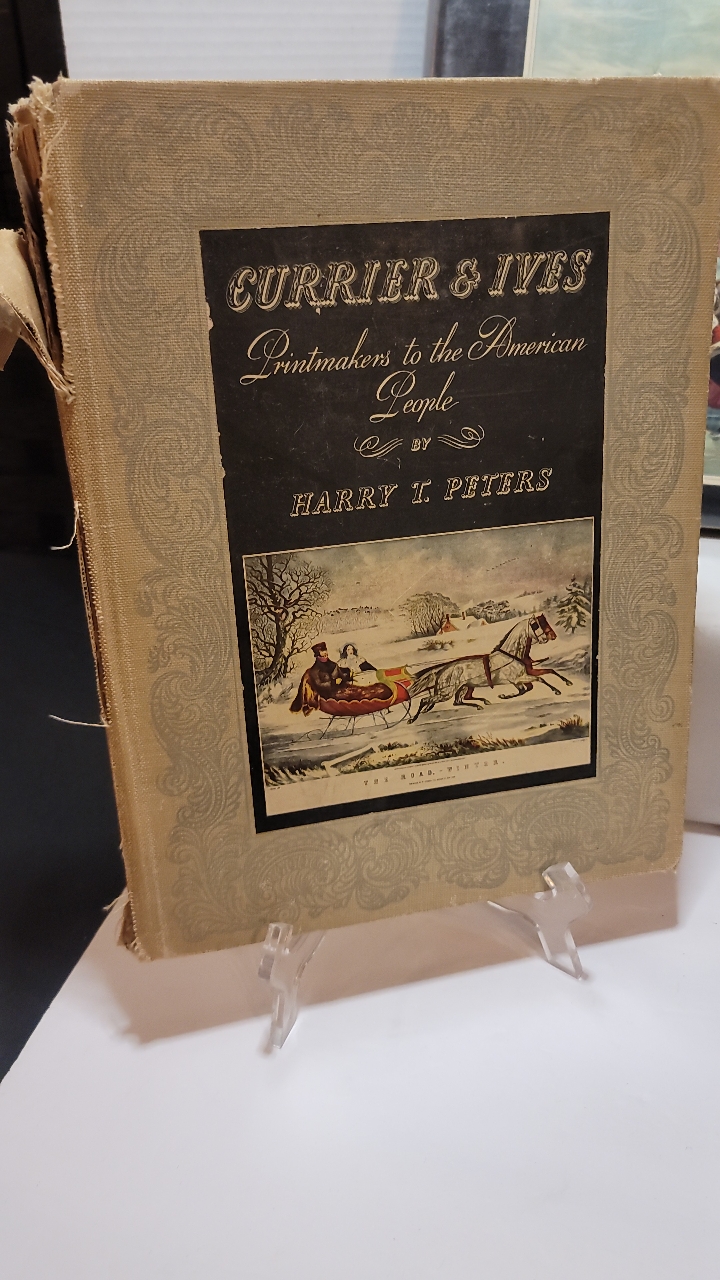 CURRIER & IVES
Printmakers to the American
People
BY
HARRY T. PETERS
THE ROAD,-WINTER.